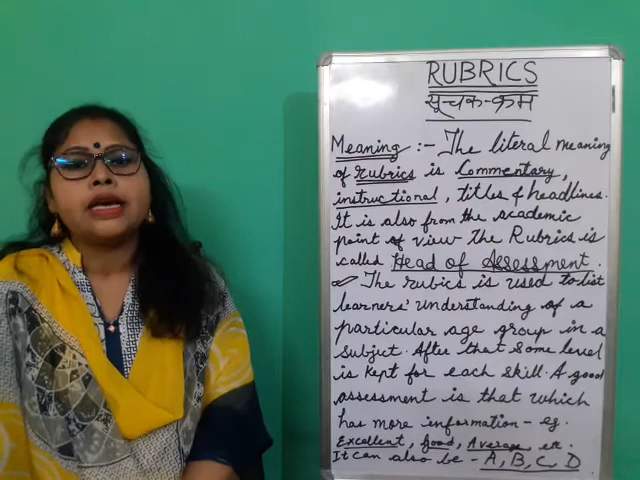 RUBRICS
सूचक-क्रम
Meaning :- The literal meaning
of Rubrics is Commentary,
instructional, titles & headlines.
It is also from the academic
point of view the Rubrics is
called Head of Assessment.
The rubics is used to list
learners' understanding of a
particular age group in a
subject. After that some level
is kept for each skill. A good
assessment is that which
has more information - eg.
Excellent, Good, Average, etc.
It can also be - A, B, C, D